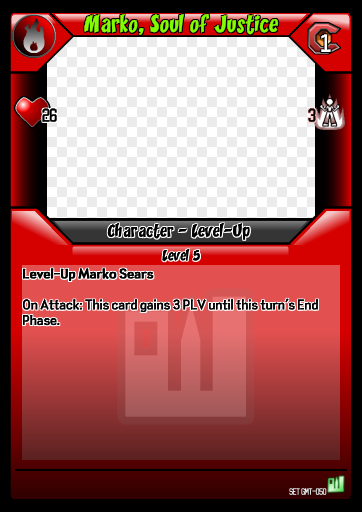 Marko, Soul of Justice
1
26
3
Character - Level-Up
Level 5
Level-Up Marko Sears
On Attack: This card gains 3 PLV until this turn's End
Phase.
SET GMT-050